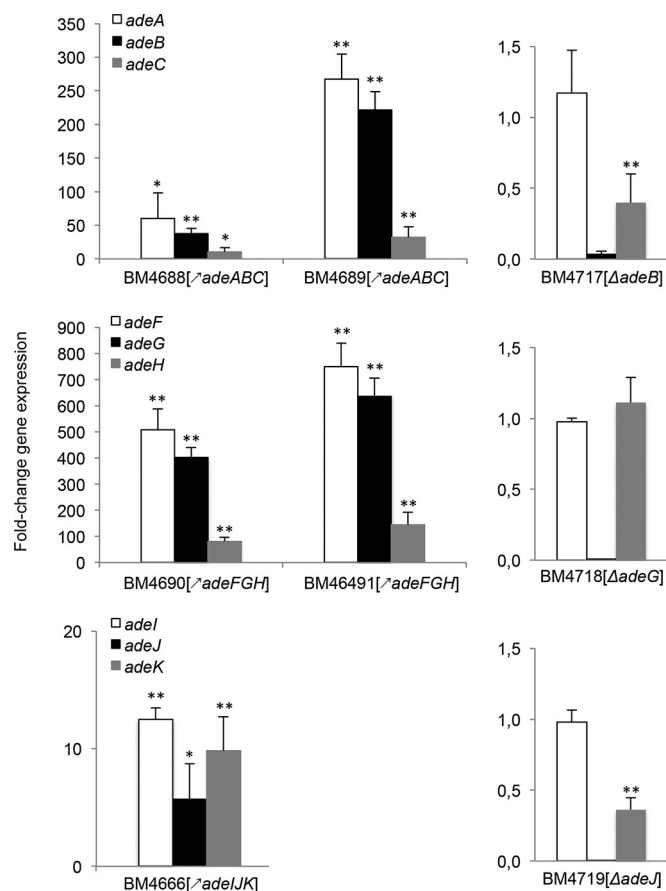 Fold-change gene expression
350
300
250
200
150
100
50
0
adeA
adeB
adeC
*
**
*
**
**
**
BM4688[↗adeABC]
BM4689[↗adeABC]
1,5
1,0
0,5
0,0
**
BM4717[ΔadeB]
900
800
700
600
500
400
300
200
100
0
adeF
adeG
adeH
**
**
**
**
**
**
BM4690[↗adeFGH]
BM46491[↗adeFGH]
1,5
1,0
0,5
0,0
BM4718[ΔadeG]
20
10
0
adeI
adeJ
adeK
**
*
**
BM4666[↗adeIJK]
1,5
1,0
0,5
0,0
**
BM4719[ΔadeJ]